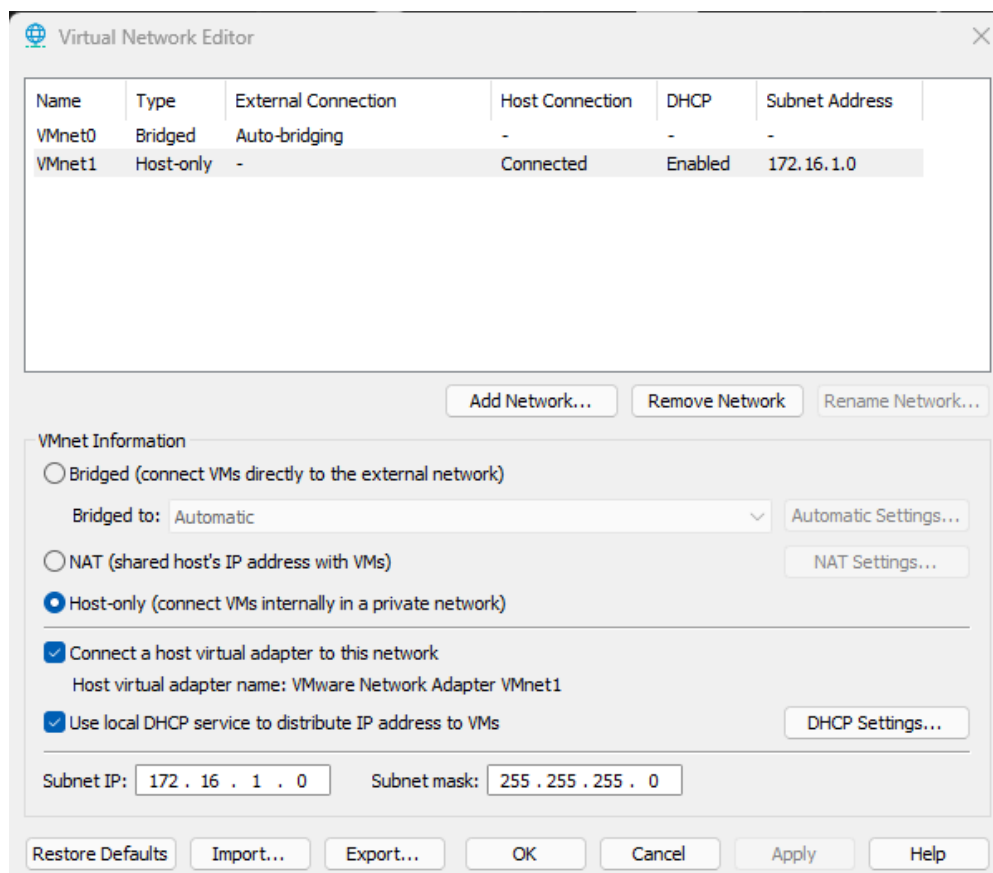 Virtual Network Editor
Name Type External Connection Host Connection DHCP Subnet Address
VMnet0 Bridged Auto-bridging - - -
VMnet1 Host-only - Connected Enabled 172.16.1.0
Add Network... Remove Network Rename Network...
VMnet Information
Bridged (connect VMs directly to the external network)
Bridged to: Automatic Automatic Settings...
NAT (shared host's IP address with VMs) NAT Settings...
Host-only (connect VMs internally in a private network)
Connect a host virtual adapter to this network
Host virtual adapter name: VMware Network Adapter VMnet1
Use local DHCP service to distribute IP address to VMs DHCP Settings...
Subnet IP: 172 . 16 . 1 . 0 Subnet mask: 255 . 255 . 255 . 0
Restore Defaults Import... Export... OK Cancel Apply Help